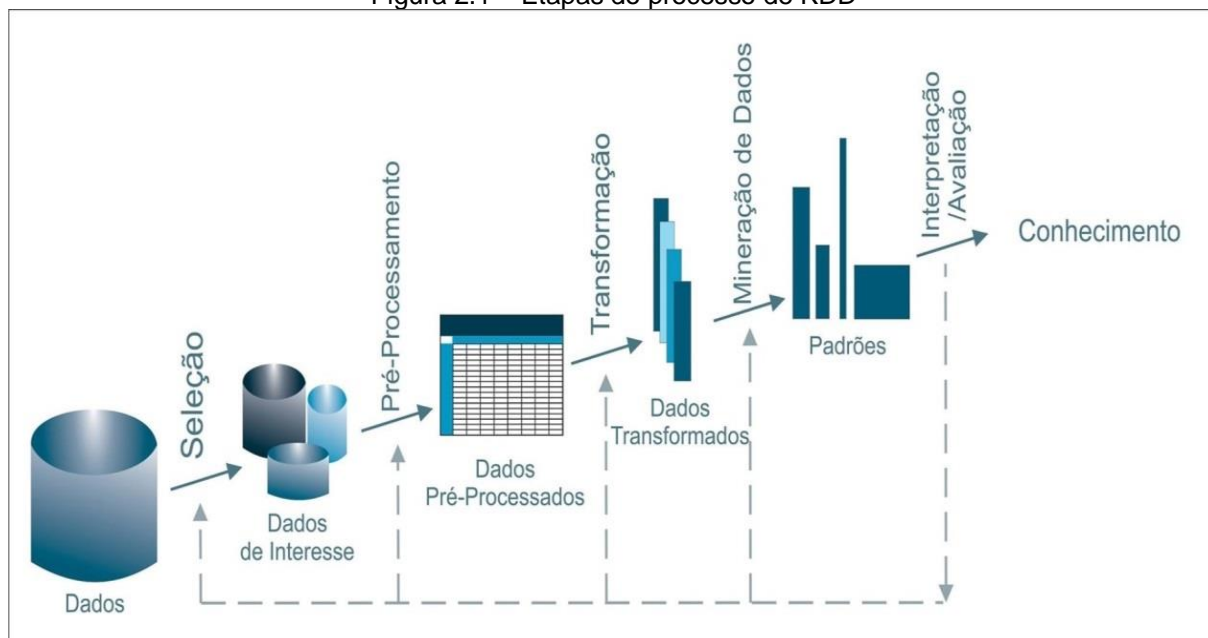 Seleção
Pré-Processamento
Transformação
Mineração de Dados
Interpretação
/Avaliação
Conhecimento
Padrões
Dados
Transformados
Dados
Pré-Processados
Dados
de Interesse
Dados